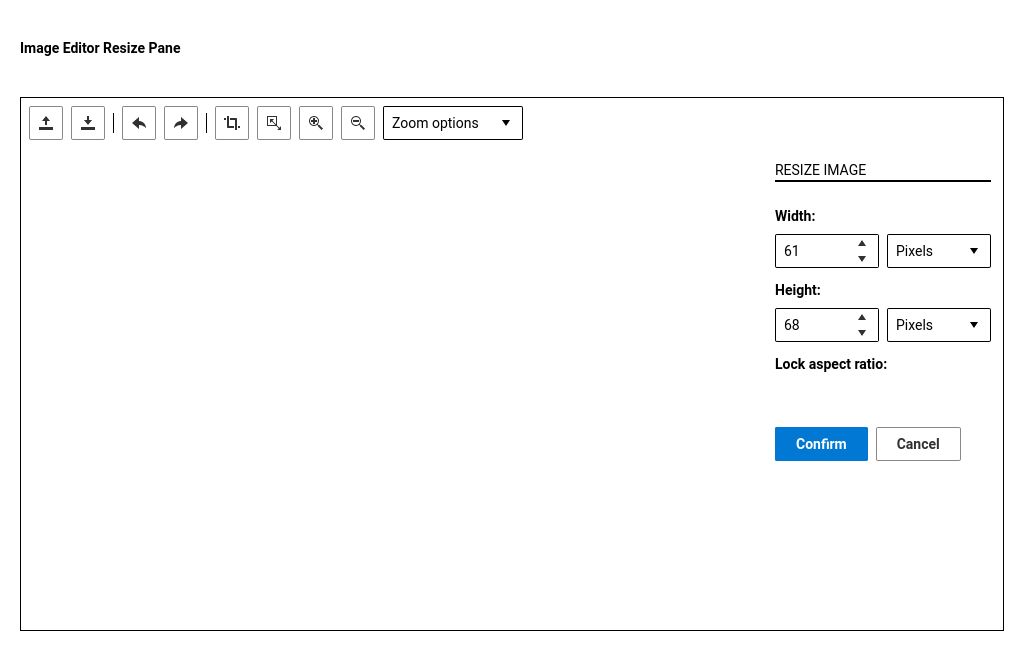 Image Editor Resize Pane
Zoom options
RESIZE IMAGE
Width:
61 Pixels
Height:
68 Pixels
Lock aspect ratio:
Confirm Cancel